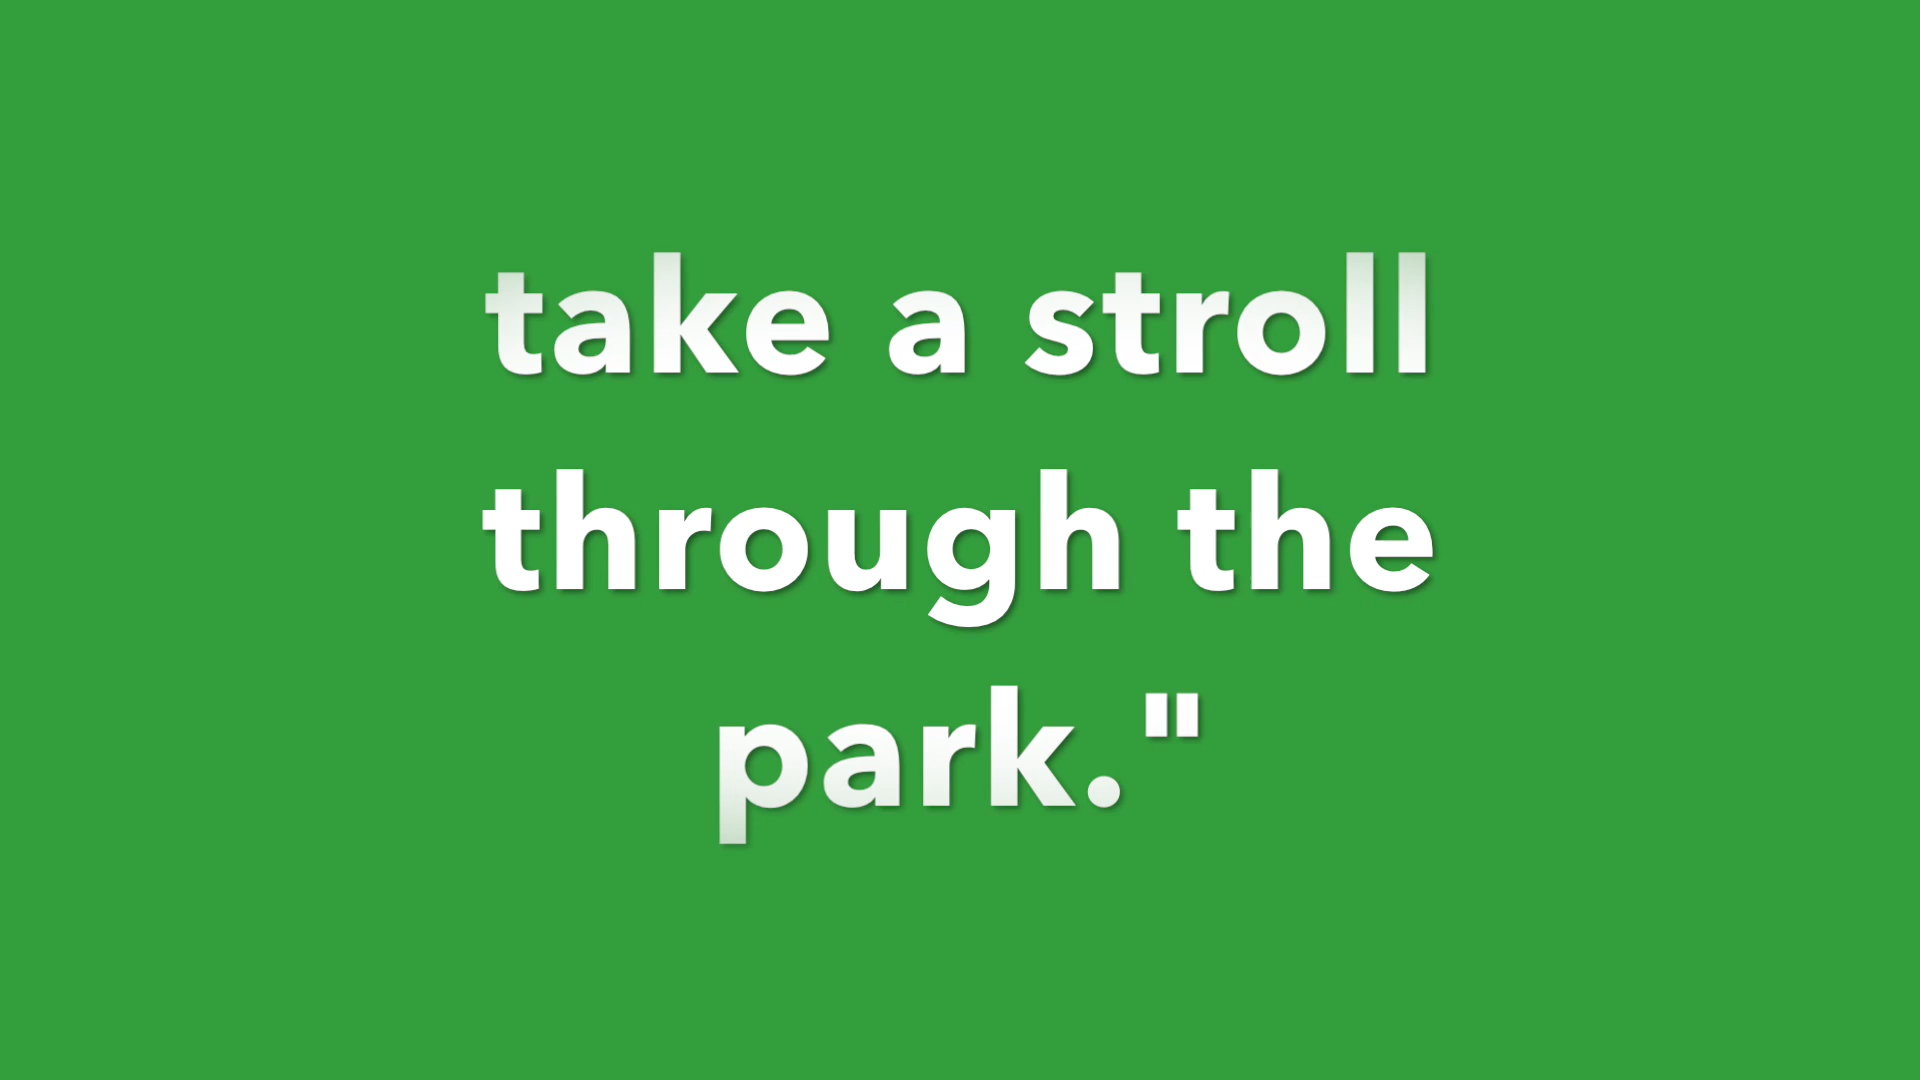 take a stroll
through the
park."